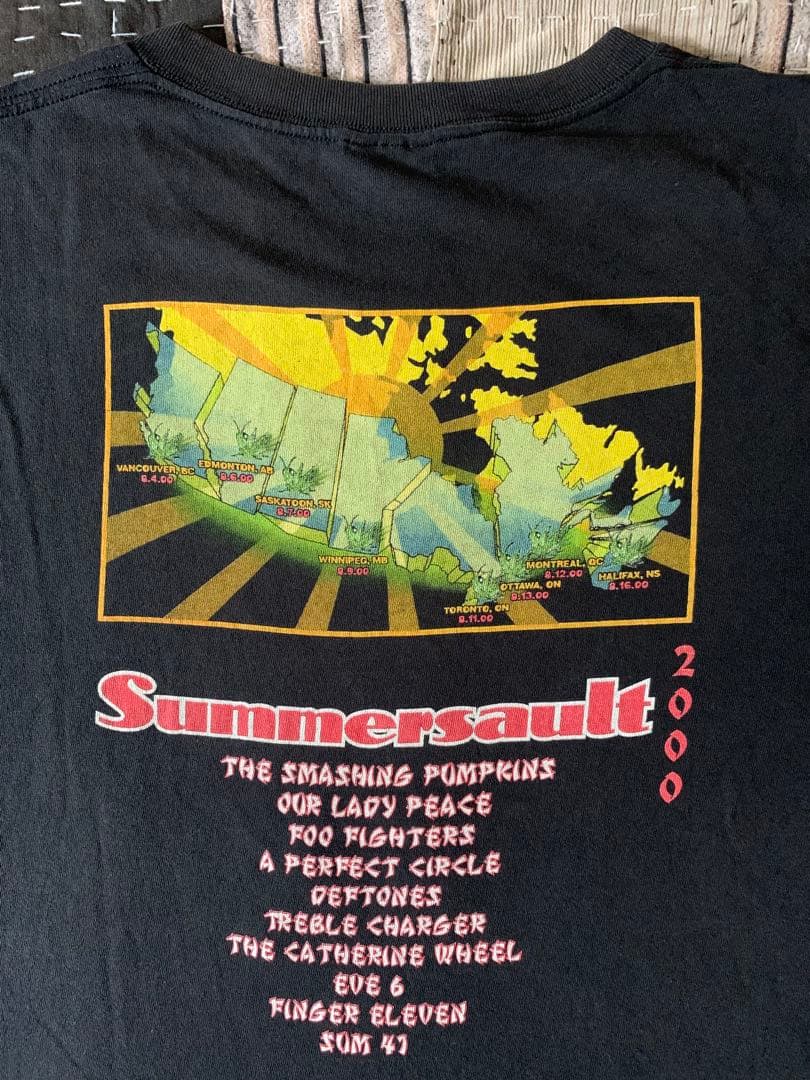 VANCOUVER, BC
8.4.00
EDMONTON, AB
8.6.00
SASKATOON, SK
8.7.00
WINNIPEG, MB
8.9.00
TORONTO, ON
8.11.00
OTTAWA, ON
8.13.00
MONTREAL, QC
8.12.00
HALIFAX, NS
8.16.00
Summersault
2000
THE SMASHING PUMPKINS
OUR LADY PEACE
FOO FIGHTERS
A PERFECT CIRCLE
DEFTONES
TREBLE CHARGER
THE CATHERINE WHEEL
EVE 6
FINGER ELEVEN
SUM 41